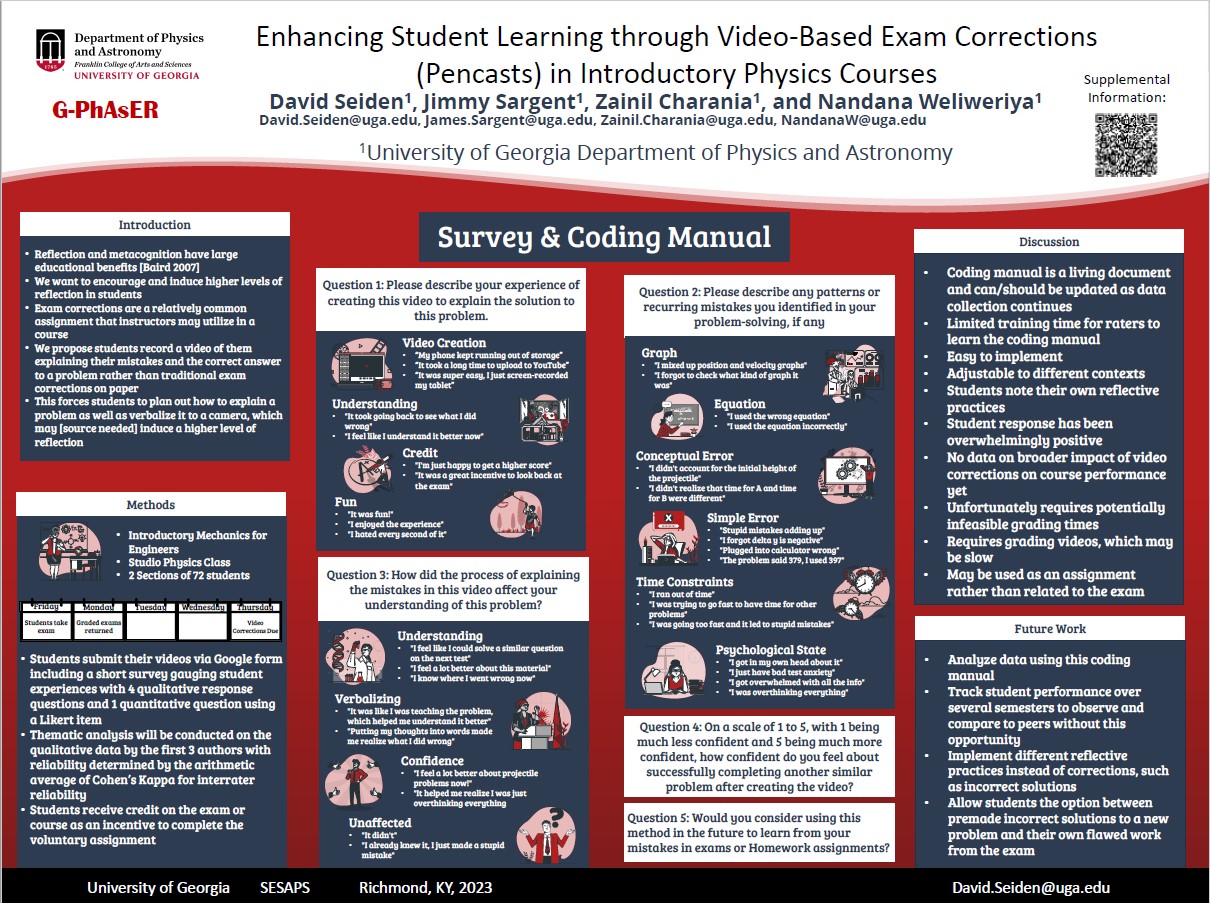 Department of Physics
and Astronomy
Franklin College of Arts and Sciences
UNIVERSITY OF GEORGIA
1785
G-PhAsER
Enhancing Student Learning through Video-Based Exam Corrections
(Pencasts) in Introductory Physics Courses
David Seiden¹, Jimmy Sargent¹, Zainil Charania¹, and Nandana Weliweriya¹
David.Seiden@uga.edu, James.Sargent@uga.edu, Zainil.Charania@uga.edu, NandanaW@uga.edu
¹University of Georgia Department of Physics and Astronomy
Supplemental
Information:
Introduction
• Reflection and metacognition have large
educational benefits [Baird 2007]
• We want to encourage and induce higher levels of
reflection in students
• Exam corrections are a relatively common
assignment that instructors may utilize in a
course
• We propose students record a video of them
explaining their mistakes and the correct answer
to a problem rather than traditional exam
corrections on paper
• This forces students to plan out how to explain a
problem as well as verbalize it to a camera, which
may [source needed] induce a higher level of
reflection
Methods
• Introductory Mechanics for
Engineers
• Studio Physics Class
• 2 Sections of 72 students
Friday Monday Tuesday Wednesday Thursday
Students take
exam
Graded exams
returned
Video
Corrections Due
• Students submit their videos via Google form
including a short survey gauging student
experiences with 4 qualitative response
questions and 1 quantitative question using
a Likert item
• Thematic analysis will be conducted on the
qualitative data by the first 3 authors with
reliability determined by the arithmetic
average of Cohen's Kappa for interrater
reliability
• Students receive credit on the exam or
course as an incentive to complete the
voluntary assignment
Survey & Coding Manual
Question 1: Please describe your experience of
creating this video to explain the solution to
this problem.
Video Creation
• "My phone kept running out of storage"
• "It took a long time to upload to YouTube"
• "It was super easy, I just screen-recorded
my tablet"
Understanding
• "It took going back to see what I did
wrong"
• "I feel like I understand it better now"
Credit
• "I'm just happy to get a higher score"
• "It was a great incentive to look back at
the exam"
Fun
• "It was fun!"
• "I enjoyed the experience"
• "I hated every second of it"
Question 3: How did the process of explaining
the mistakes in this video affect your
understanding of this problem?
Understanding
• "I feel like I could solve a similar question
on the next test"
• "I feel a lot better about this material"
• "I know where I went wrong now"
Verbalizing
• "It was like I was teaching the problem,
which helped me understand it better"
• "Putting my thoughts into words made
me realize what I did wrong"
Confidence
• "I feel a lot better about projectile
problems now!"
• "It helped me realize I was just
overthinking everything
Unaffected
• "It didn't"
• "I already knew it, I just made a stupid
mistake"
Question 2: Please describe any patterns or
recurring mistakes you identified in your
problem-solving, if any
Graph
• "I mixed up position and velocity graphs"
• "I forgot to check what kind of graph it
was"
Equation
• "I used the wrong equation"
• "I used the equation incorrectly"
Conceptual Error
• "I didn't account for the initial height of
the projectile"
• "I didn't realize that time for A and time
for B were different"
Simple Error
• "Stupid mistakes adding up"
• "I forgot delta y is negative"
• "Plugged into calculator wrong"
• "The problem said 379, I used 397"
Time Constraints
• "I ran out of time"
• "I was trying to go fast to have time for other
problems"
• "I was going too fast and it led to stupid mistakes"
Psychological State
• "I got in my own head about it"
• "I just have bad test anxiety"
• "I got overwhelmed with all the info"
• "I was overthinking everything"
Question 4: On a scale of 1 to 5, with 1 being
much less confident and 5 being much more
confident, how confident do you feel about
successfully completing another similar
problem after creating the video?
Question 5: Would you consider using this
method in the future to learn from your
mistakes in exams or Homework assignments?
Discussion
• Coding manual is a living document
and can/should be updated as data
collection continues
• Limited training time for raters to
learn the coding manual
• Easy to implement
• Adjustable to different contexts
• Students note their own reflective
practices
• Student response has been
overwhelmingly positive
• No data on broader impact of video
corrections on course performance
yet
• Unfortunately requires potentially
infeasible grading times
• Requires grading videos, which may
be slow
• May be used as an assignment
rather than related to the exam
Future Work
• Analyze data using this coding
manual
• Track student performance over
several semesters to observe and
compare to peers without this
opportunity
• Implement different reflective
practices instead of corrections, such
as incorrect solutions
• Allow students the option between
premade incorrect solutions to a new
problem and their own flawed work
from the exam
University of Georgia SESAPS Richmond, KY, 2023 David.Seiden@uga.edu